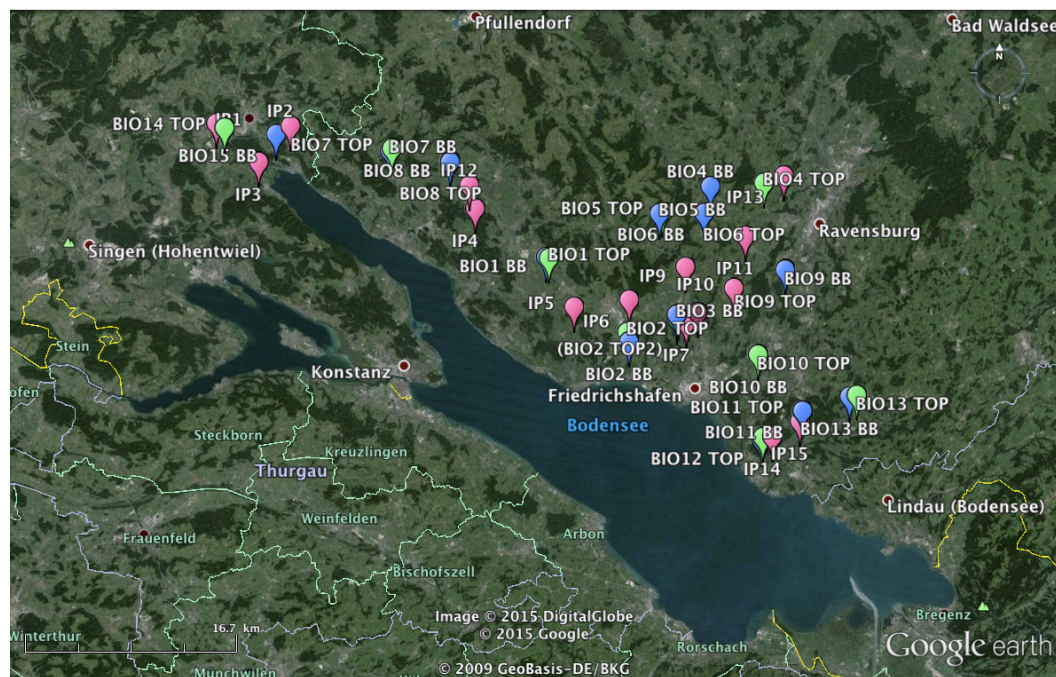 Pfullendorf
Bad Waldsee
N
BIO14 TOP
IP1
IP2
BIO7 TOP
BIO15 BB
IP3
BIO7 BB
BIO8 BB
IP12
BIO8 TOP
IP4
BIO4 BB
IP13
BIO4 TOP
BIO5 TOP
BIO5 BB
BIO6 BB
BIO6 TOP
Ravensburg
Singen (Hohentwiel)
BIO1 TOP
BIO1 BB
IP9
IP10
IP11
BIO9 BB
BIO9 TOP
IP5
IP6
BIO3 BB
BIO2 TOP
(BIO2 TOP2)
IP7
BIO2 BB
Stein
Konstanz
BIO10 TOP
BIO10 BB
Friedrichshafen
BIO11 TOP
BIO13 TOP
Bodensee
BIO11 BB
BIO13 BB
BIO12 TOP
IP15
IP14
Steckborn
Kreuzlingen
Thurgau
Lindau (Bodensee)
Weinfelden
Frauenfeld
Arbon
Bischofszell
Bregenz
16.7 km
Winterthur
Image © 2015 DigitalGlobe
© 2015 Google
Rorschach
Google earth
© 2009 GeoBasis-DE/BKG
Münchwilen